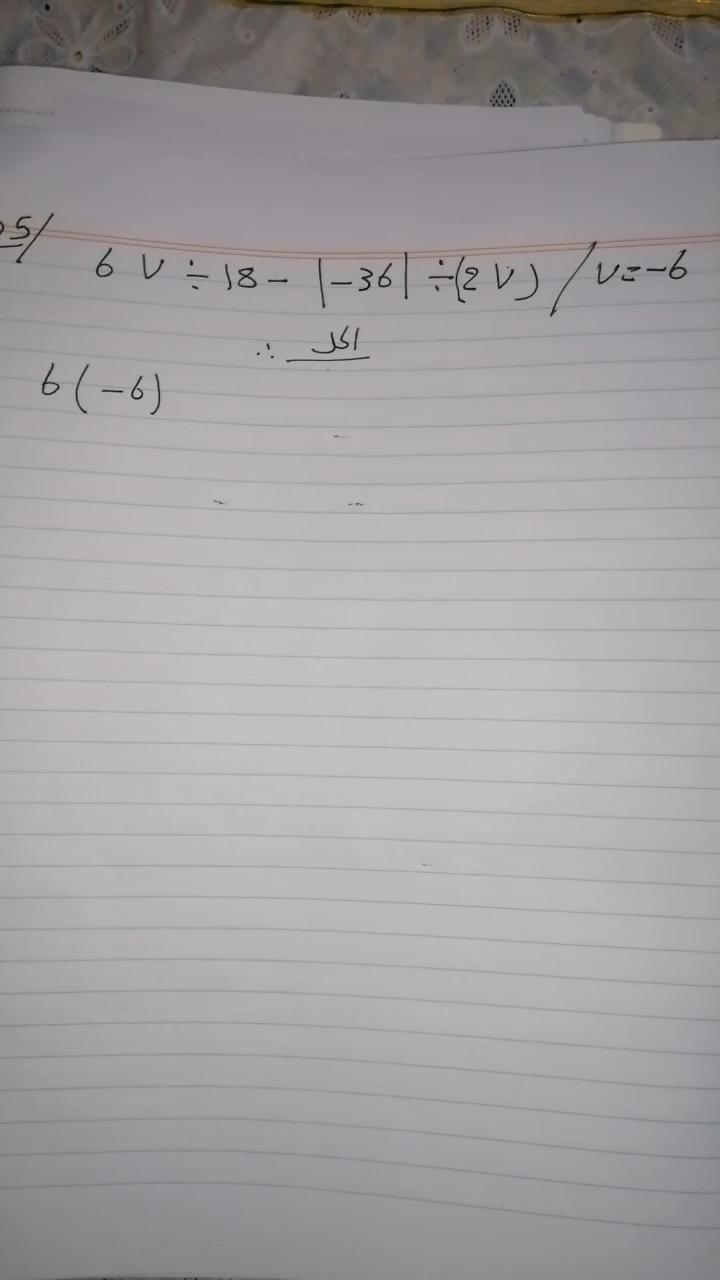 5/
6 V ÷ 18 - |-36| ÷ (2 V) / V = -6
الحل :.
6 ( -6 )